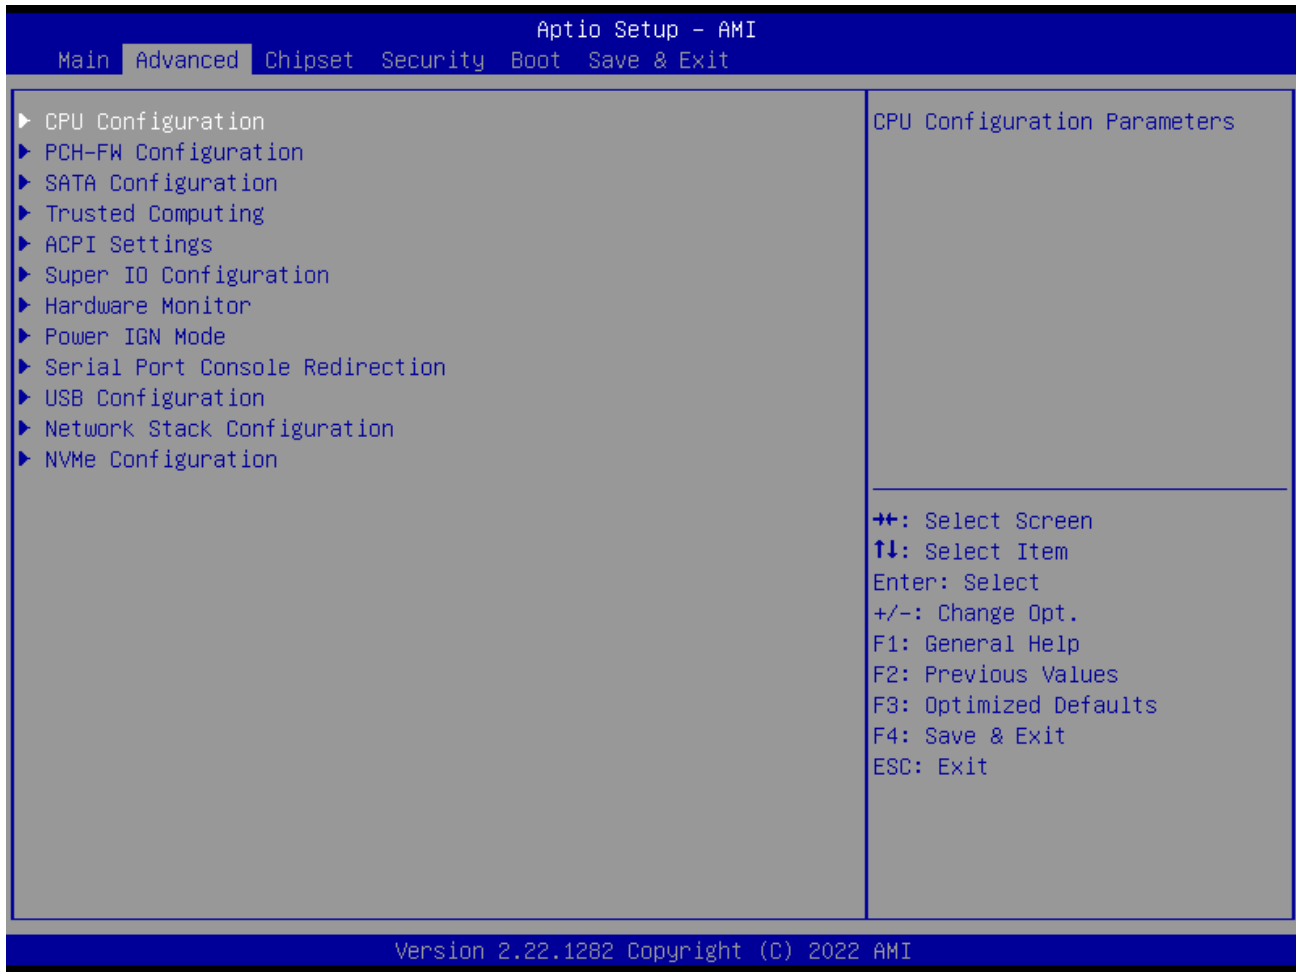 Aptio Setup – AMI
Main Advanced Chipset Security Boot Save & Exit
▶ CPU Configuration
▶ PCH-FW Configuration
▶ SATA Configuration
▶ Trusted Computing
▶ ACPI Settings
▶ Super IO Configuration
▶ Hardware Monitor
▶ Power IGN Mode
▶ Serial Port Console Redirection
▶ USB Configuration
▶ Network Stack Configuration
▶ NVMe Configuration
CPU Configuration Parameters
→←: Select Screen
↑↓: Select Item
Enter: Select
+/-: Change Opt.
F1: General Help
F2: Previous Values
F3: Optimized Defaults
F4: Save & Exit
ESC: Exit
Version 2.22.1282 Copyright (C) 2022 AMI